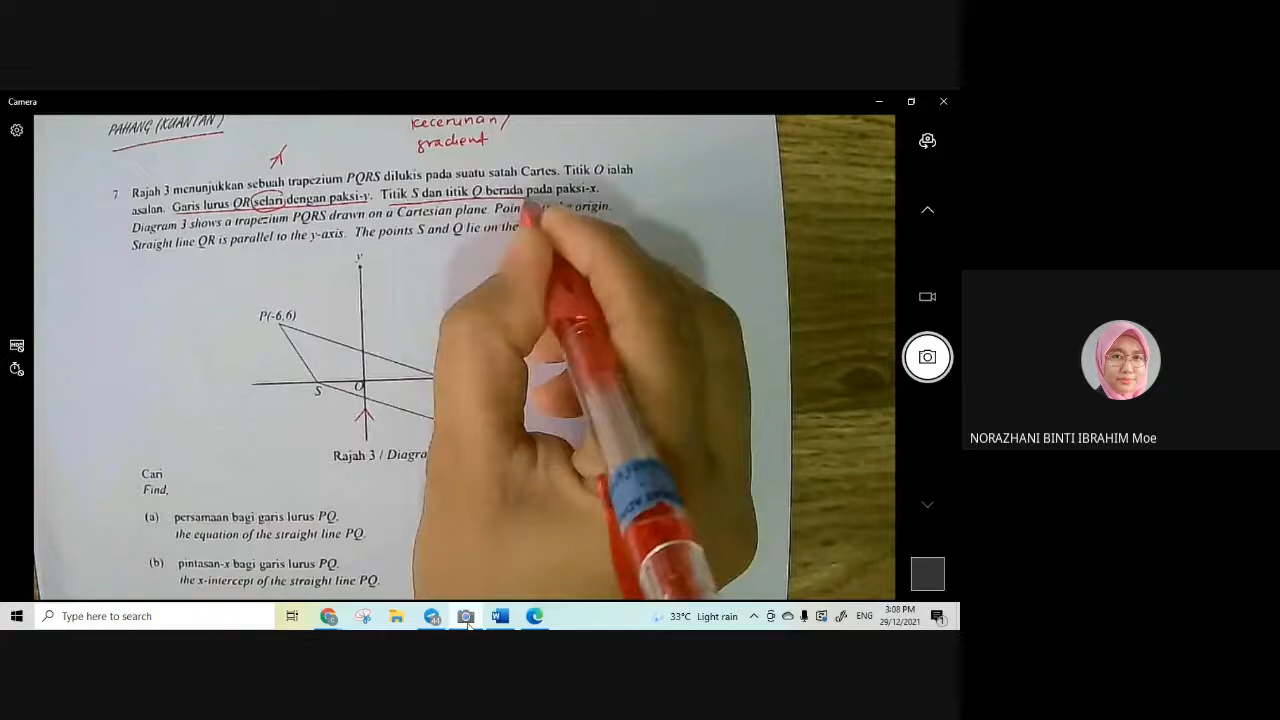 Camera
PAHANG (KUANTAN)
kecerunan /
gradient
7 Rajah 3 menunjukkan sebuah trapezium PQRS dilukis pada suatu satah Cartes. Titik O ialah
asalan. Garis lurus QR selari dengan paksi-y. Titik S dan titik Q berada pada paksi-x.
Diagram 3 shows a trapezium PQRS drawn on a Cartesian plane. origin.
Straight line QR is parallel to the y-axis. The points S and Q lie on the
y
P(-6,6)
S
O
Rajah 3 /
Cari
Find,
(a) persamaan bagi garis lurus PQ.
the equation of the straight line PQ.
(b) pintasan-x bagi garis lurus PQ.
the x-intercept of the straight line PQ.
NORAZHANI BINTI IBRAHIM Moe
Type here to search
33°C Light rain
ENG
3:08 PM
29/12/2021